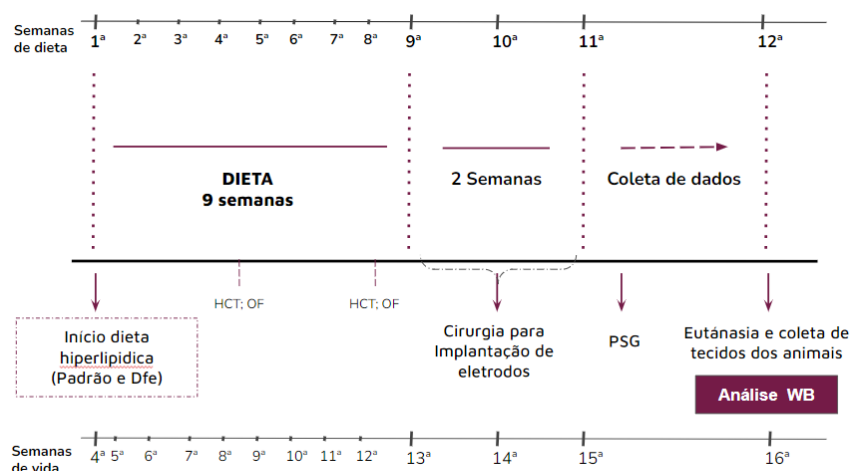 Semanas
de dieta
1ª 2ª 3ª 4ª 5ª 6ª 7ª 8ª 9ª 10ª 11ª 12ª
DIETA
9 semanas
2 Semanas
Coleta de dados
HCT; OF
HCT; OF
Início dieta
hiperlipidica
(Padrão e Dfe)
Cirurgia para
Implantação de
eletrodos
PSG
Eutánasia e coleta de
tecidos dos animais
Análise WB
Semanas
de vida
4ª 5ª 6ª 7ª 8ª 9ª 10ª 11ª 12ª 13ª 14ª 15ª 16ª